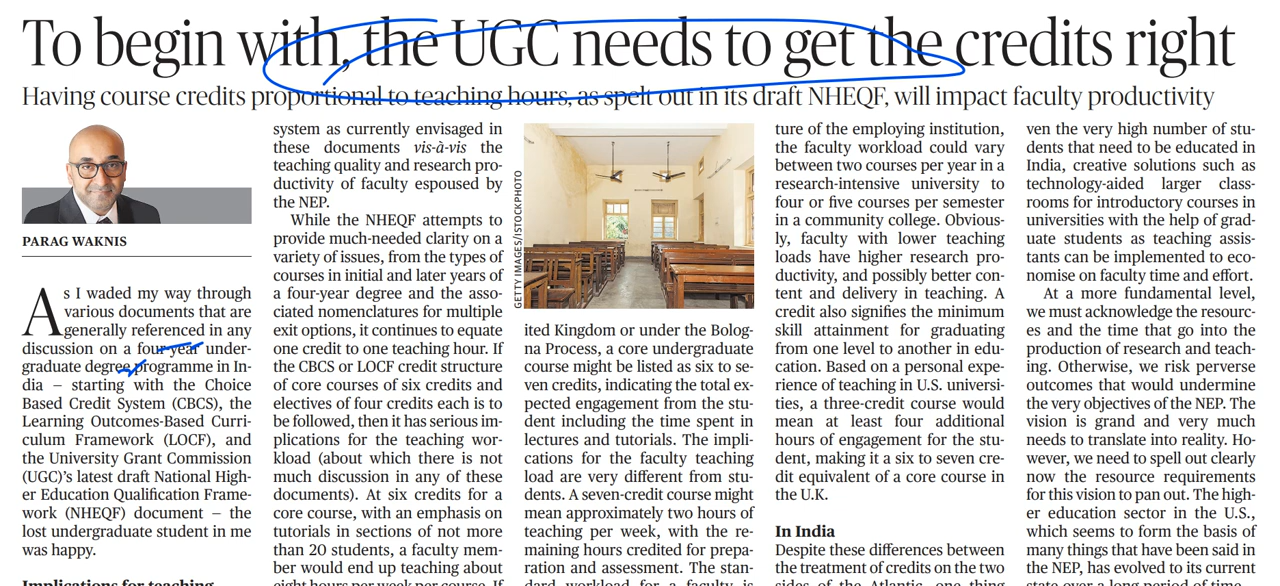 To begin with, the UGC needs to get the credits right
Having course credits proportional to teaching hours, as spelt out in its draft NHEQF, will impact faculty productivity
PARAG WAKNIS
As I waded my way through
various documents that are
generally referenced in any
discussion on a four-year under-
graduate degree programme in In-
dia – starting with the Choice
Based Credit System (CBCS), the
Learning Outcomes-Based Curri-
culum Framework (LOCF), and
the University Grant Commission
(UGC)'s latest draft National High-
er Education Qualification Frame-
work (NHEQF) document – the
lost undergraduate student in me
was happy.
Implications for teaching
system as currently envisaged in
these documents vis-à-vis the
teaching quality and research pro-
ductivity of faculty espoused by
the NEP.
While the NHEQF attempts to
provide much-needed clarity on a
variety of issues, from the types of
courses in initial and later years of
a four-year degree and the asso-
ciated nomenclatures for multiple
exit options, it continues to equate
one credit to one teaching hour. If
the CBCS or LOCF credit structure
of core courses of six credits and
electives of four credits each is to
be followed, then it has serious im-
plications for the teaching wor-
kload (about which there is not
much discussion in any of these
documents). At six credits for a
core course, with an emphasis on
tutorials in sections of not more
than 20 students, a faculty mem-
ber would end up teaching about
eight hours per week per course. If
GETTY IMAGES/ISTOCKPHOTO
ited Kingdom or under the Bolog-
na Process, a core undergraduate
course might be listed as six to se-
ven credits, indicating the total ex-
pected engagement from the stu-
dent including the time spent in
lectures and tutorials. The impli-
cations for the faculty teaching
load are very different from stu-
dents. A seven-credit course might
mean approximately two hours of
teaching per week, with the re-
maining hours credited for prepa-
ration and assessment. The stan-
dard workload for a faculty is
ture of the employing institution,
the faculty workload could vary
between two courses per year in a
research-intensive university to
four or five courses per semester
in a community college. Obvious-
ly, faculty with lower teaching
loads have higher research pro-
ductivity, and possibly better con-
tent and delivery in teaching. A
credit also signifies the minimum
skill attainment for graduating
from one level to another in edu-
cation. Based on a personal expe-
rience of teaching in U.S. universi-
ties, a three-credit course would
mean at least four additional
hours of engagement for the stu-
dent, making it a six to seven cre-
dit equivalent of a core course in
the U.K.
In India
Despite these differences between
the treatment of credits on the two
sides of the Atlantic, one thing
ven the very high number of stu-
dents that need to be educated in
India, creative solutions such as
technology-aided larger class-
rooms for introductory courses in
universities with the help of grad-
uate students as teaching assis-
tants can be implemented to eco-
nomise on faculty time and effort.
At a more fundamental level,
we must acknowledge the resourc-
es and the time that go into the
production of research and teach-
ing. Otherwise, we risk perverse
outcomes that would undermine
the very objectives of the NEP. The
vision is grand and very much
needs to translate into reality. Ho-
wever, we need to spell out clearly
now the resource requirements
for this vision to pan out. The high-
er education sector in the U.S.,
which seems to form the basis of
many things that have been said in
the NEP, has evolved to its current
state over a long period of time.